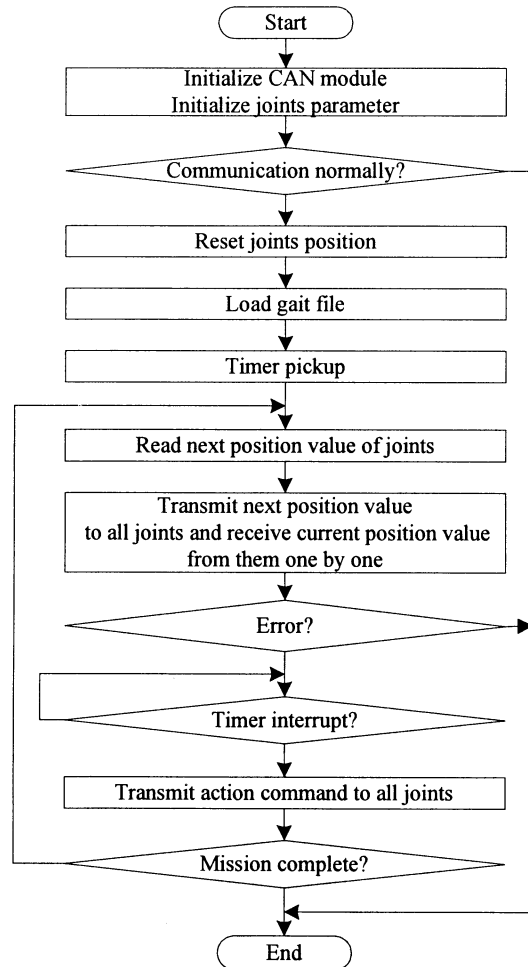 Start
Initialize CAN module
Initialize joints parameter
Communication normally?
Reset joints position
Load gait file
Timer pickup
Read next position value of joints
Transmit next position value
to all joints and receive current position value
from them one by one
Error?
Timer interrupt?
Transmit action command to all joints
Mission complete?
End